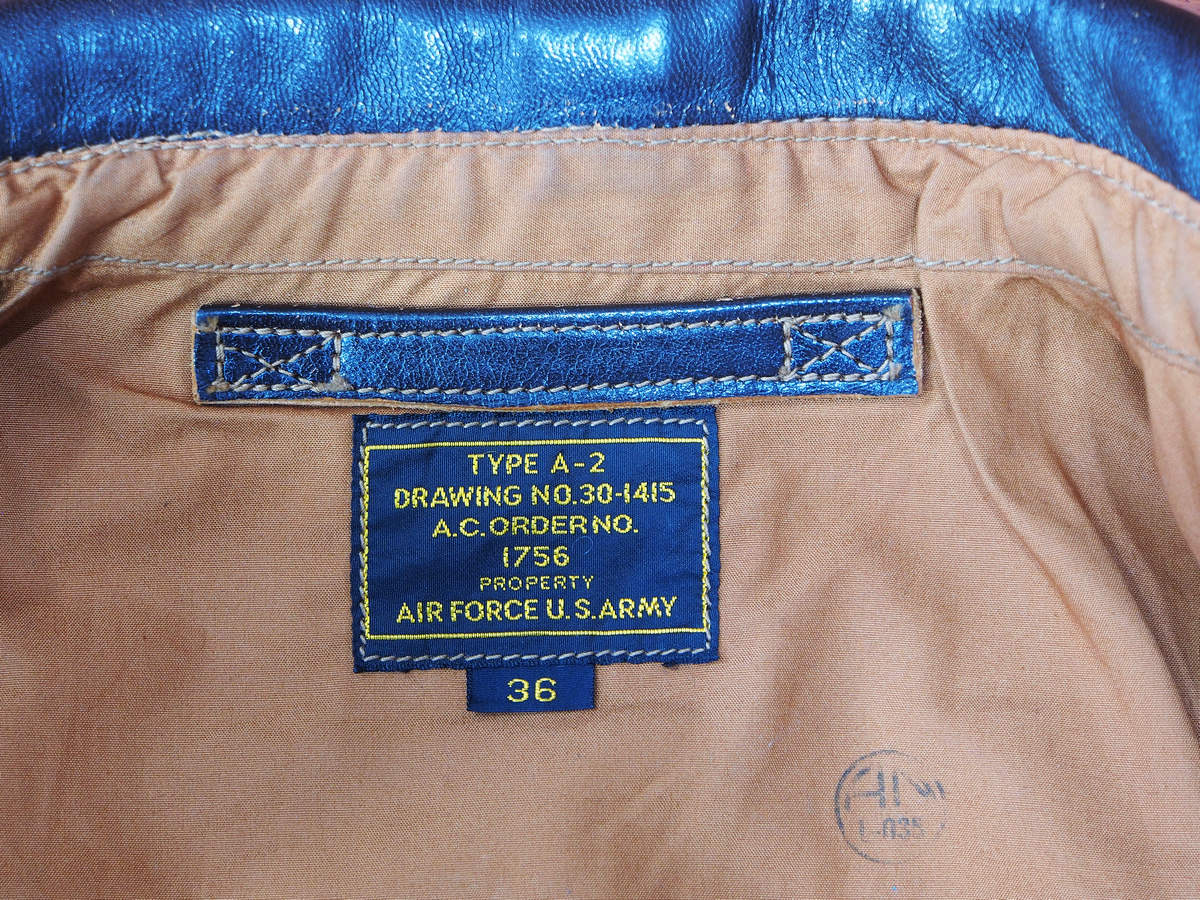 TYPE A-2
DRAWING NO.30-1415
A.C.ORDER NO.
1756
PROPERTY
AIR FORCE U.S.ARMY
36